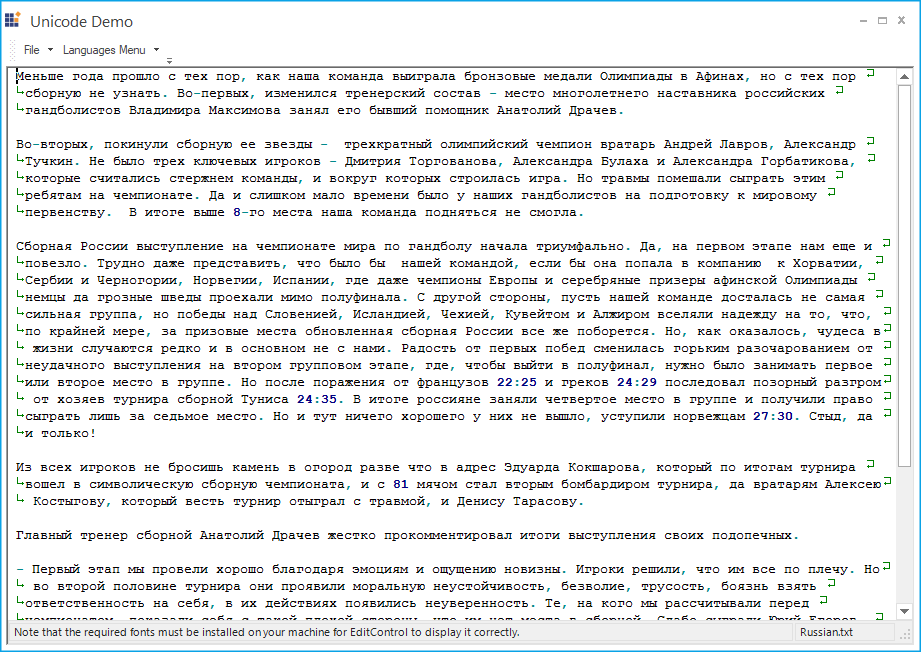 Unicode Demo
File Languages Menu
Меньше года прошло с тех пор, как наша команда выиграла бронзовые медали Олимпиады в Афинах, но с тех пор
сборную не узнать. Во-первых, изменился тренерский состав - место многолетнего наставника российских
гандболистов Владимира Максимова занял его бывший помощник Анатолий Драчев.
Во-вторых, покинули сборную ее звезды -  трехкратный олимпийский чемпион вратарь Андрей Лавров, Александр
Тучкин. Не было трех ключевых игроков - Дмитрия Торгованова, Александра Булаха и Александра Горбатикова,
которые считались стержнем команды, и вокруг которых строилась игра. Но травмы помешали сыграть этим
ребятам на чемпионате. Да и слишком мало времени было у наших гандболистов на подготовку к мировому
первенству.  В итоге выше 8-го места наша команда подняться не смогла.
Сборная России выступление на чемпионате мира по гандболу начала триумфально. Да, на первом этапе нам еще и
повезло. Трудно даже представить, что было бы  нашей командой, если бы она попала в компанию  к Хорватии,
Сербии и Черногории, Норвегии, Испании, где даже чемпионы Европы и серебряные призеры афинской Олимпиады
немцы да грозные шведы проехали мимо полуфинала. С другой стороны, пусть нашей команде досталась не самая
сильная группа, но победы над Словенией, Исландией, Чехией, Кувейтом и Алжиром вселяли надежду на то, что,
по крайней мере, за призовые места обновленная сборная России все же поборется. Но, как оказалось, чудеса в
жизни случаются редко и в основном не с нами. Радость от первых побед сменилась горьким разочарованием от
неудачного выступления на втором групповом этапе, где, чтобы выйти в полуфинал, нужно было занимать первое
или второе место в группе. Но после поражения от французов 22:25 и греков 24:29 последовал позорный разгром
от хозяев турнира сборной Туниса 24:35. В итоге россияне заняли четвертое место в группе и получили право
сыграть лишь за седьмое место. Но и тут ничего хорошего у них не вышло, уступили норвежцам 27:30. Стыд, да
и только!
Из всех игроков не бросишь камень в огород разве что в адрес Эдуарда Кокшарова, который по итогам турнира
вошел в символическую сборную чемпионата, и с 81 мячом стал вторым бомбардиром турнира, да вратарям Алексею
Костыгову, который весть турнир отыграл с травмой, и Денису Тарасову.
Главный тренер сборной Анатолий Драчев жестко прокомментировал итоги выступления своих подопечных.
- Первый этап мы провели хорошо благодаря эмоциям и ощущению новизны. Игроки решили, что им все по плечу. Но
во второй половине турнира они проявили моральную неустойчивость, безволие, трусость, боязнь взять
ответственность на себя, в их действиях появились неуверенность. Те, на кого мы рассчитывали перед
Note that the required fonts must be installed on your machine for EditControl to display it correctly.
Russian.txt